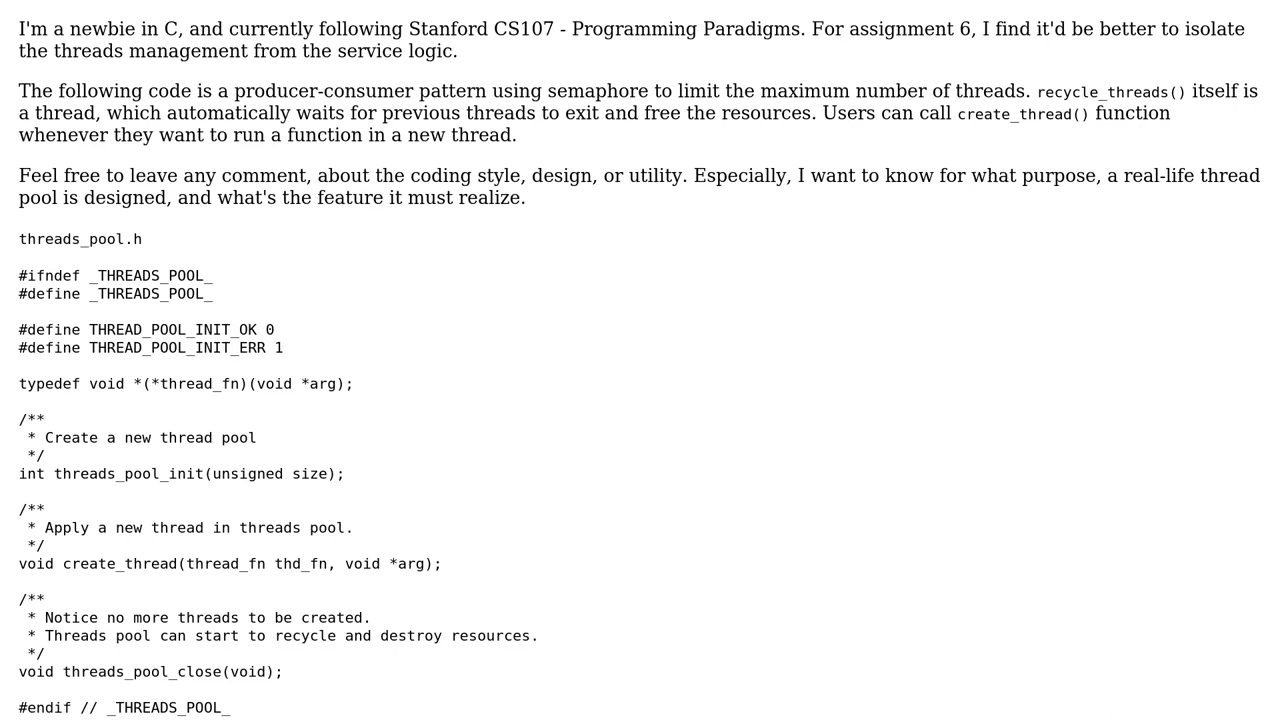 I'm a newbie in C, and currently following Stanford CS107 - Programming Paradigms. For assignment 6, I find it'd be better to isolate
the threads management from the service logic.
The following code is a producer-consumer pattern using semaphore to limit the maximum number of threads. recycle_threads() itself is
a thread, which automatically waits for previous threads to exit and free the resources. Users can call create_thread() function
whenever they want to run a function in a new thread.
Feel free to leave any comment, about the coding style, design, or utility. Especially, I want to know for what purpose, a real-life thread
pool is designed, and what's the feature it must realize.
threads_pool.h
#ifndef _THREADS_POOL_
#define _THREADS_POOL_
#define THREAD_POOL_INIT_OK 0
#define THREAD_POOL_INIT_ERR 1
typedef void *(*thread_fn)(void *arg);
/**
 * Create a new thread pool
 */
int threads_pool_init(unsigned size);
/**
 * Apply a new thread in threads pool.
 */
void create_thread(thread_fn thd_fn, void *arg);
/**
 * Notice no more threads to be created.
 * Threads pool can start to recycle and destroy resources.
 */
void threads_pool_close(void);
#endif // _THREADS_POOL_